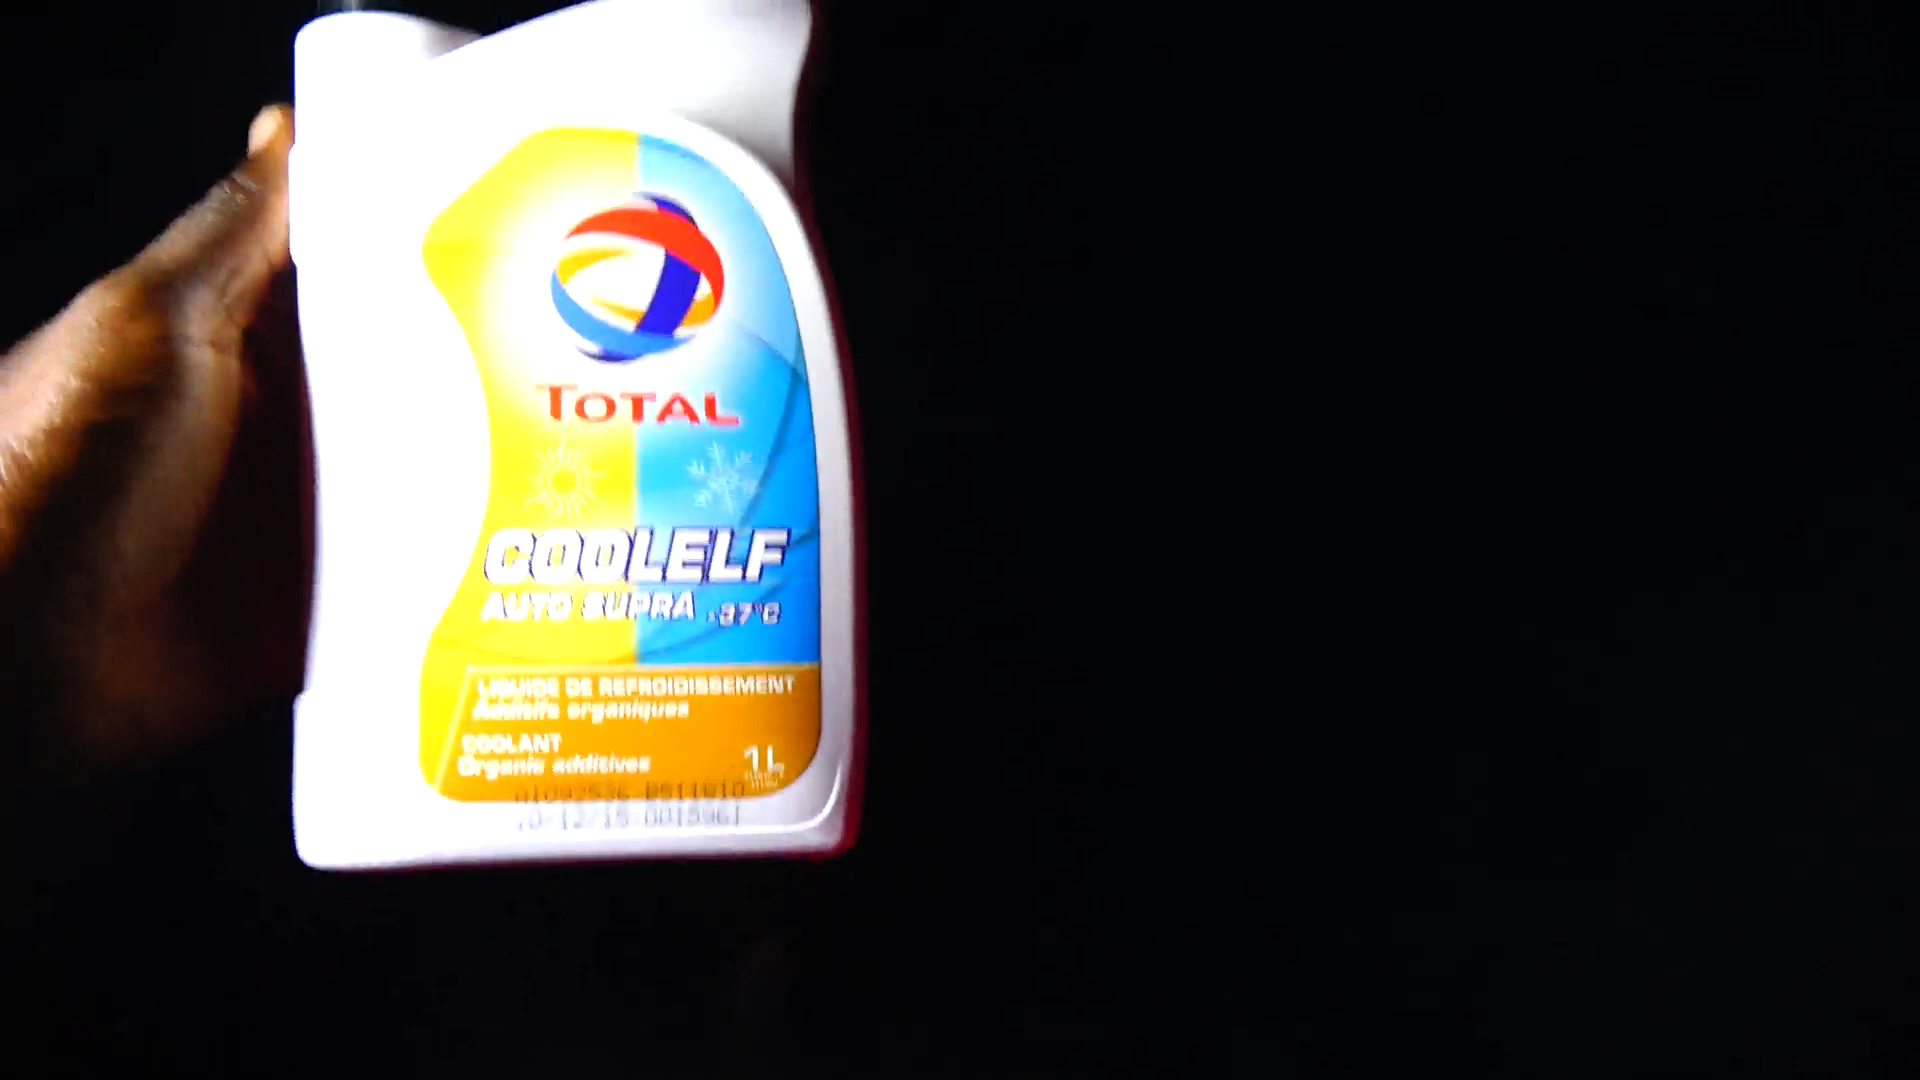 TOTAL
COOLELF
AUTO SUPRA -37°C
LIQUIDE DE REFROIDISSEMENT
Additifs organiques
COOLANT
Organic additives
1L